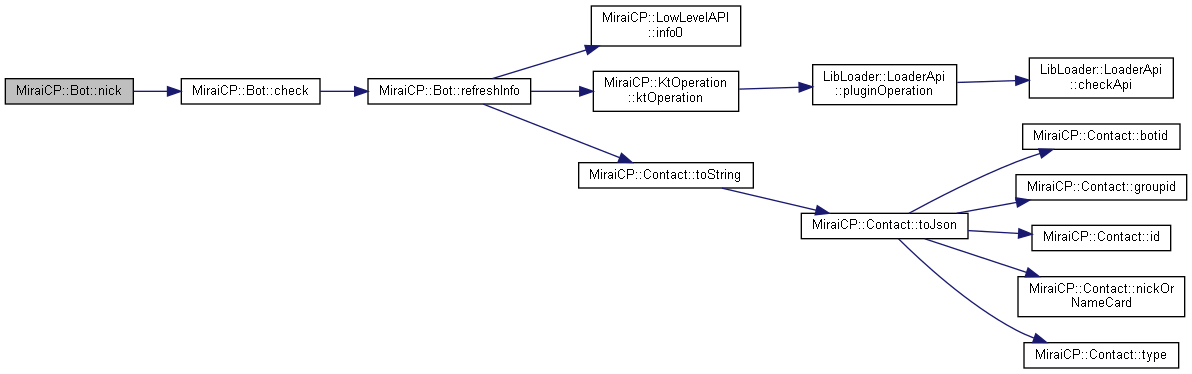 MiraiCP::Bot::nick
MiraiCP::Bot::check
MiraiCP::Bot::refreshInfo
MiraiCP::LowLevelAPI
::info0
MiraiCP::KtOperation
::ktOperation
LibLoader::LoaderApi
::pluginOperation
LibLoader::LoaderApi
::checkApi
MiraiCP::Contact::toString
MiraiCP::Contact::toJson
MiraiCP::Contact::botid
MiraiCP::Contact::groupid
MiraiCP::Contact::id
MiraiCP::Contact::nickOr
NameCard
MiraiCP::Contact::type